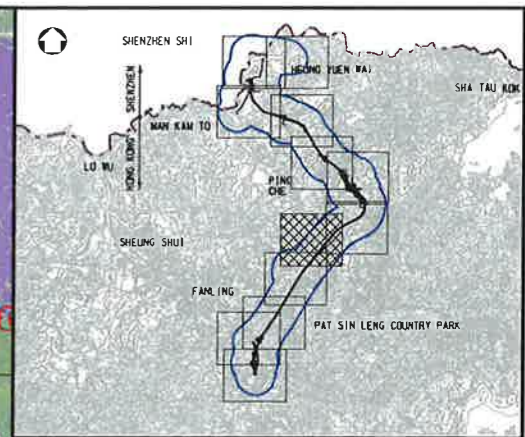 SHENZHEN SHI
HEUNG YUEN WAI
SHA TAU KOK
SHENZHEN
HONG KONG
MAN KAM TO
LO WU
PING
CHE
SHEUNG SHUI
FANLING
PAT SIN LENG COUNTRY PARK